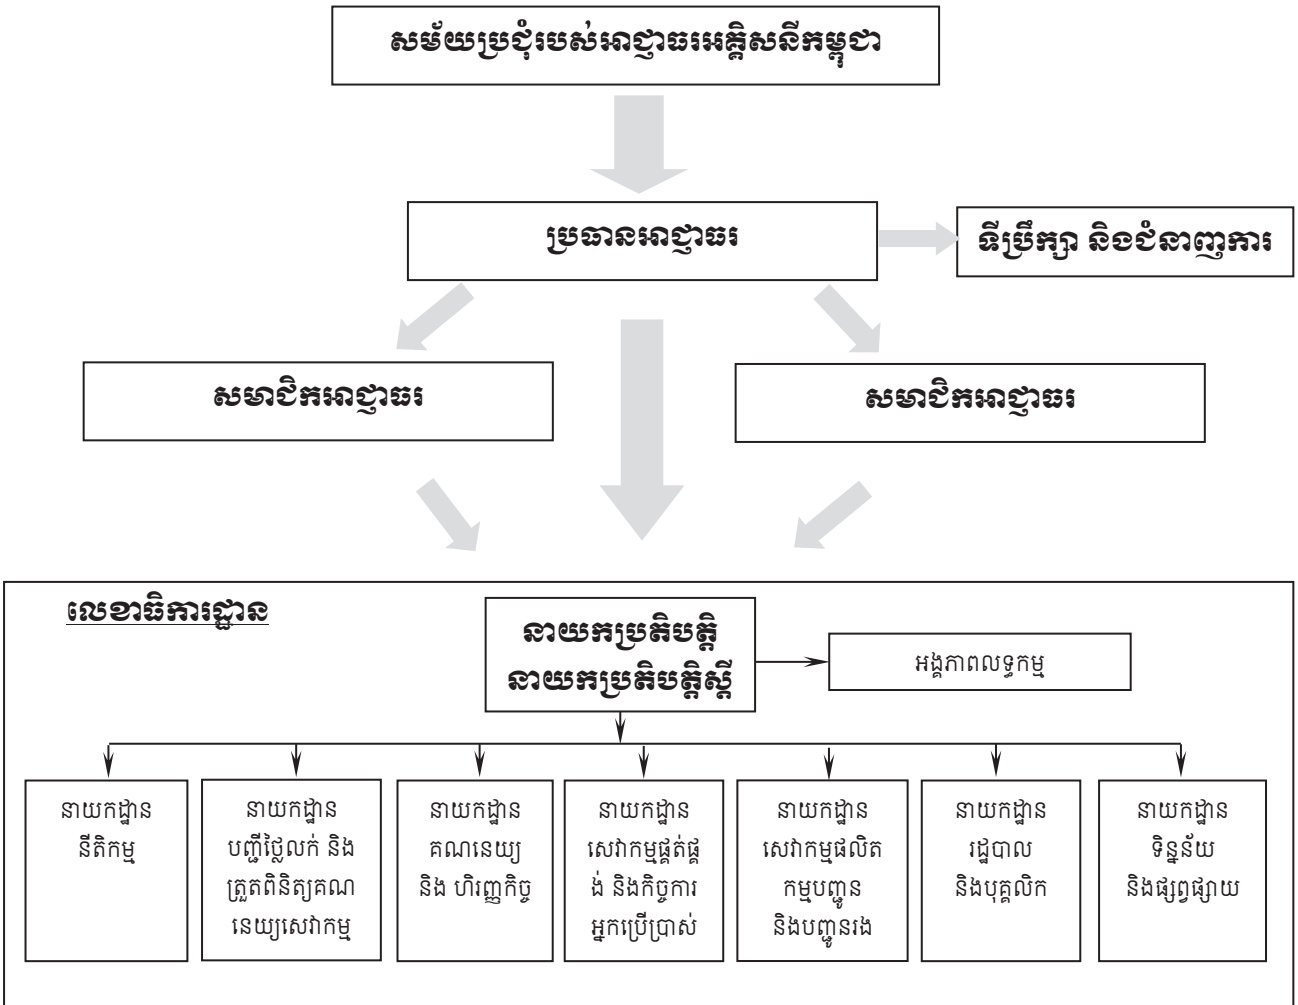 សម័យប្រជុំរបស់អាជ្ញាធរអគ្គិសនីកម្ពុជា
ប្រធានអាជ្ញាធរ
ទីប្រឹក្សា និងជំនាញការ
សមាជិកអាជ្ញាធរ
សមាជិកអាជ្ញាធរ
លេខាធិការដ្ឋាន
នាយកប្រតិបត្តិ
នាយកប្រតិបត្តិស្តី
អង្គភាពលទ្ធកម្ម
នាយកដ្ឋាន
នីតិកម្ម
នាយកដ្ឋាន
បញ្ជីថ្លៃលក់ និង
ត្រួតពិនិត្យគណ
នេយ្យសេវាកម្ម
នាយកដ្ឋាន
គណនេយ្យ
និង ហិរញ្ញកិច្ច
នាយកដ្ឋាន
សេវាកម្មផ្គត់ផ្គ
ង់ និងកិច្ចការ
អ្នកប្រើប្រាស់
នាយកដ្ឋាន
សេវាកម្មផលិត
កម្មបញ្ជូន
និងបញ្ជូនរង
នាយកដ្ឋាន
រដ្ឋបាល
និងបុគ្គលិក
នាយកដ្ឋាន
ទិន្នន័យ
និងផ្សព្វផ្សាយ